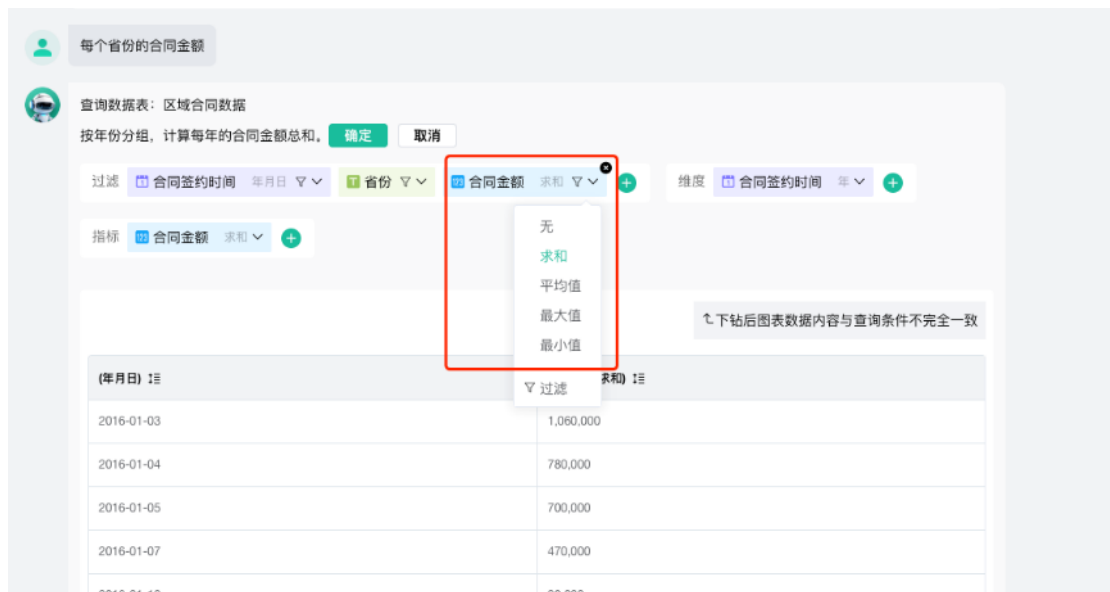 每个省份的合同金额
查询数据表：区域合同数据
按年份分组，计算每年的合同金额总和。 确定 取消
过滤 合同签约时间 年月日 省份 合同金额 求和 维度 合同签约时间 年
指标 合同金额 求和
无
求和
平均值
最大值
最小值
过滤
下钻后图表数据内容与查询条件不完全一致
(年月日) 求和)
2016-01-03 1,060,000
2016-01-04 780,000
2016-01-05 700,000
2016-01-07 470,000